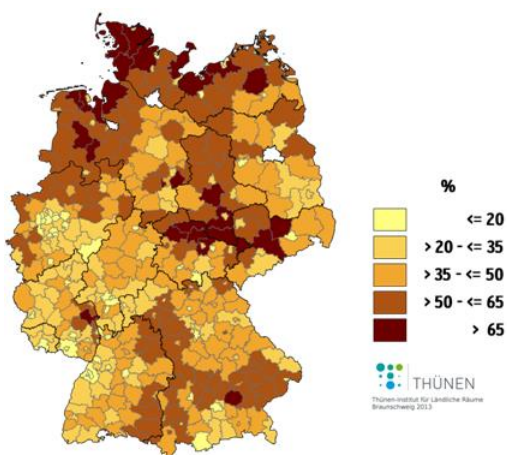 %
<= 20
> 20 - <= 35
> 35 - <= 50
> 50 - <= 65
> 65
THÜNEN
Thünen-Institut für Ländliche Räume
Braunschweig 2013